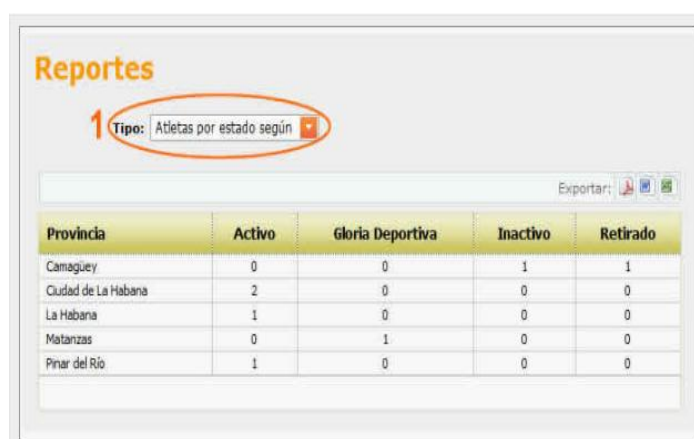 Reportes
1 Tipo: Atletas por estado según
Exportar:
Provincia Activo Gloria Deportiva Inactivo Retirado
Camagüey 0 0 1 1
Ciudad de La Habana 2 0 0 0
La Habana 1 0 0 0
Matanzas 0 1 0 0
Pinar del Río 1 0 0 0